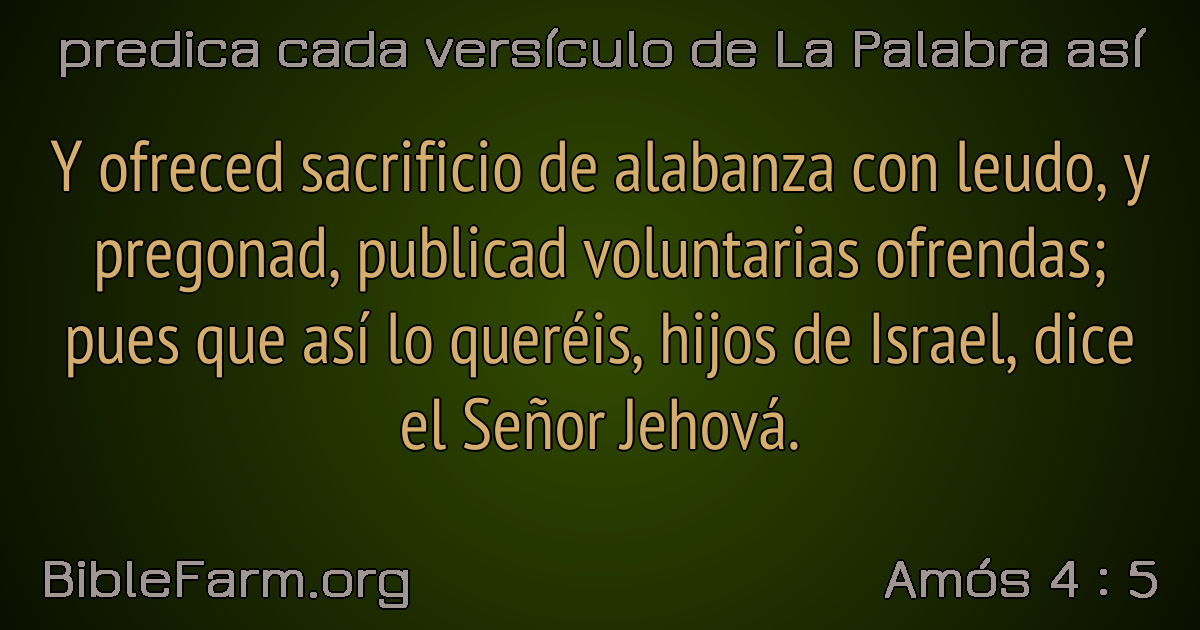 predica cada versículo de La Palabra así
Y ofreced sacrificio de alabanza con leudo, y
pregonad, publicad voluntarias ofrendas;
pues que así lo queréis, hijos de Israel, dice
el Señor Jehová.
BibleFarm.org
Amós 4 : 5